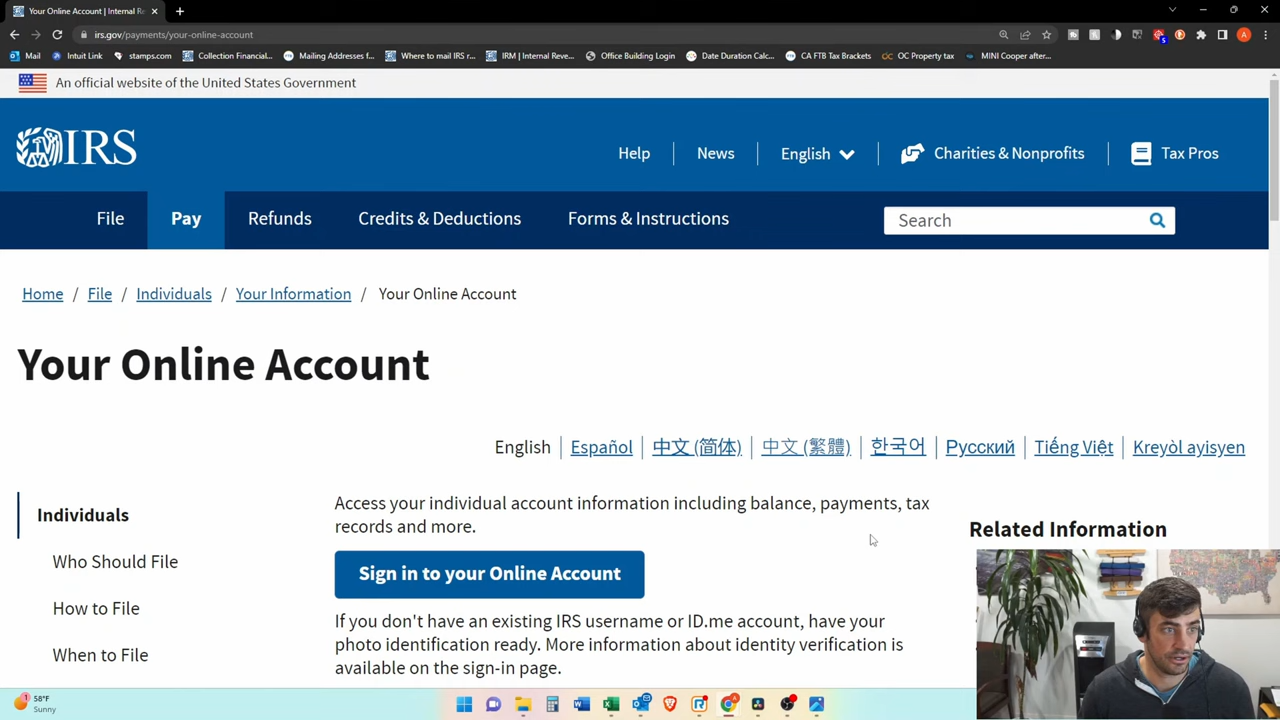 Your Online Account | Internal Re
irs.gov/payments/your-online-account
A
Mail
Intuit Link
stamps.com
Collection Financial...
Mailing Addresses f...
Where to mail IRS r...
IRM | Internal Reve...
Office Building Login
Date Duration Calc...
CA FTB Tax Brackets
OC Property tax
MINI Cooper after...
An official website of the United States Government
IRS
Help
News
English
Charities & Nonprofits
Tax Pros
File
Pay
Refunds
Credits & Deductions
Forms & Instructions
Search
Home / File / Individuals / Your Information / Your Online Account
Your Online Account
English | Español | 中文 (简体) | 中文 (繁體) | 한국어 | Русский | Tiếng Việt | Kreyòl ayisyen
Individuals
Who Should File
How to File
When to File
Access your individual account information including balance, payments, tax
records and more.
Sign in to your Online Account
If you don't have an existing IRS username or ID.me account, have your
photo identification ready. More information about identity verification is
available on the sign-in page.
Related Information
58°F
Sunny